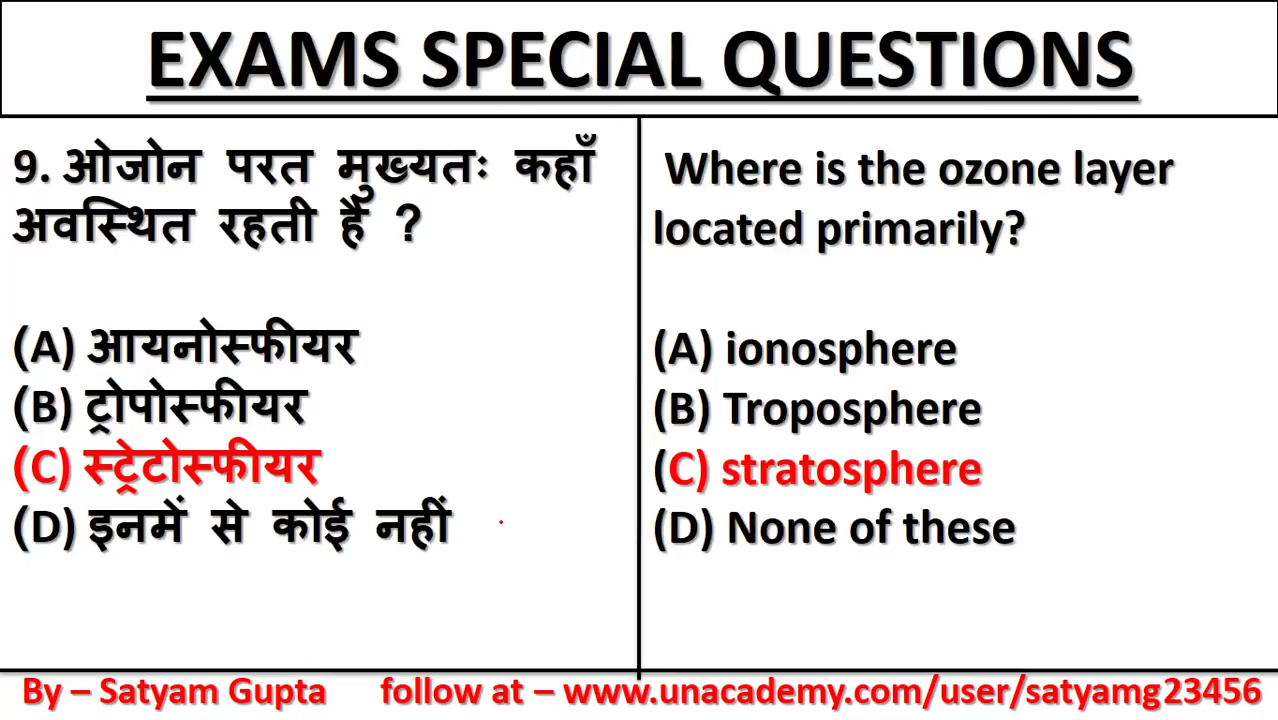 EXAMS SPECIAL QUESTIONS
9. ओजोन परत मुख्यतः कहाँ
अवस्थित रहती है ?
(A) आयनोस्फीयर
(B) ट्रोपोस्फीयर
(C) स्ट्रेटोस्फीयर
(D) इनमें से कोई नहीं
Where is the ozone layer
located primarily?
(A) ionosphere
(B) Troposphere
(C) stratosphere
(D) None of these
By – Satyam Gupta follow at – www.unacademy.com/user/satyamg23456